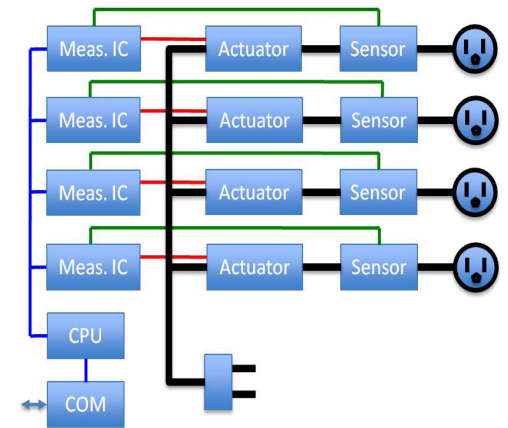 Meas. IC Actuator Sensor
Meas. IC Actuator Sensor
Meas. IC Actuator Sensor
Meas. IC Actuator Sensor
CPU
COM